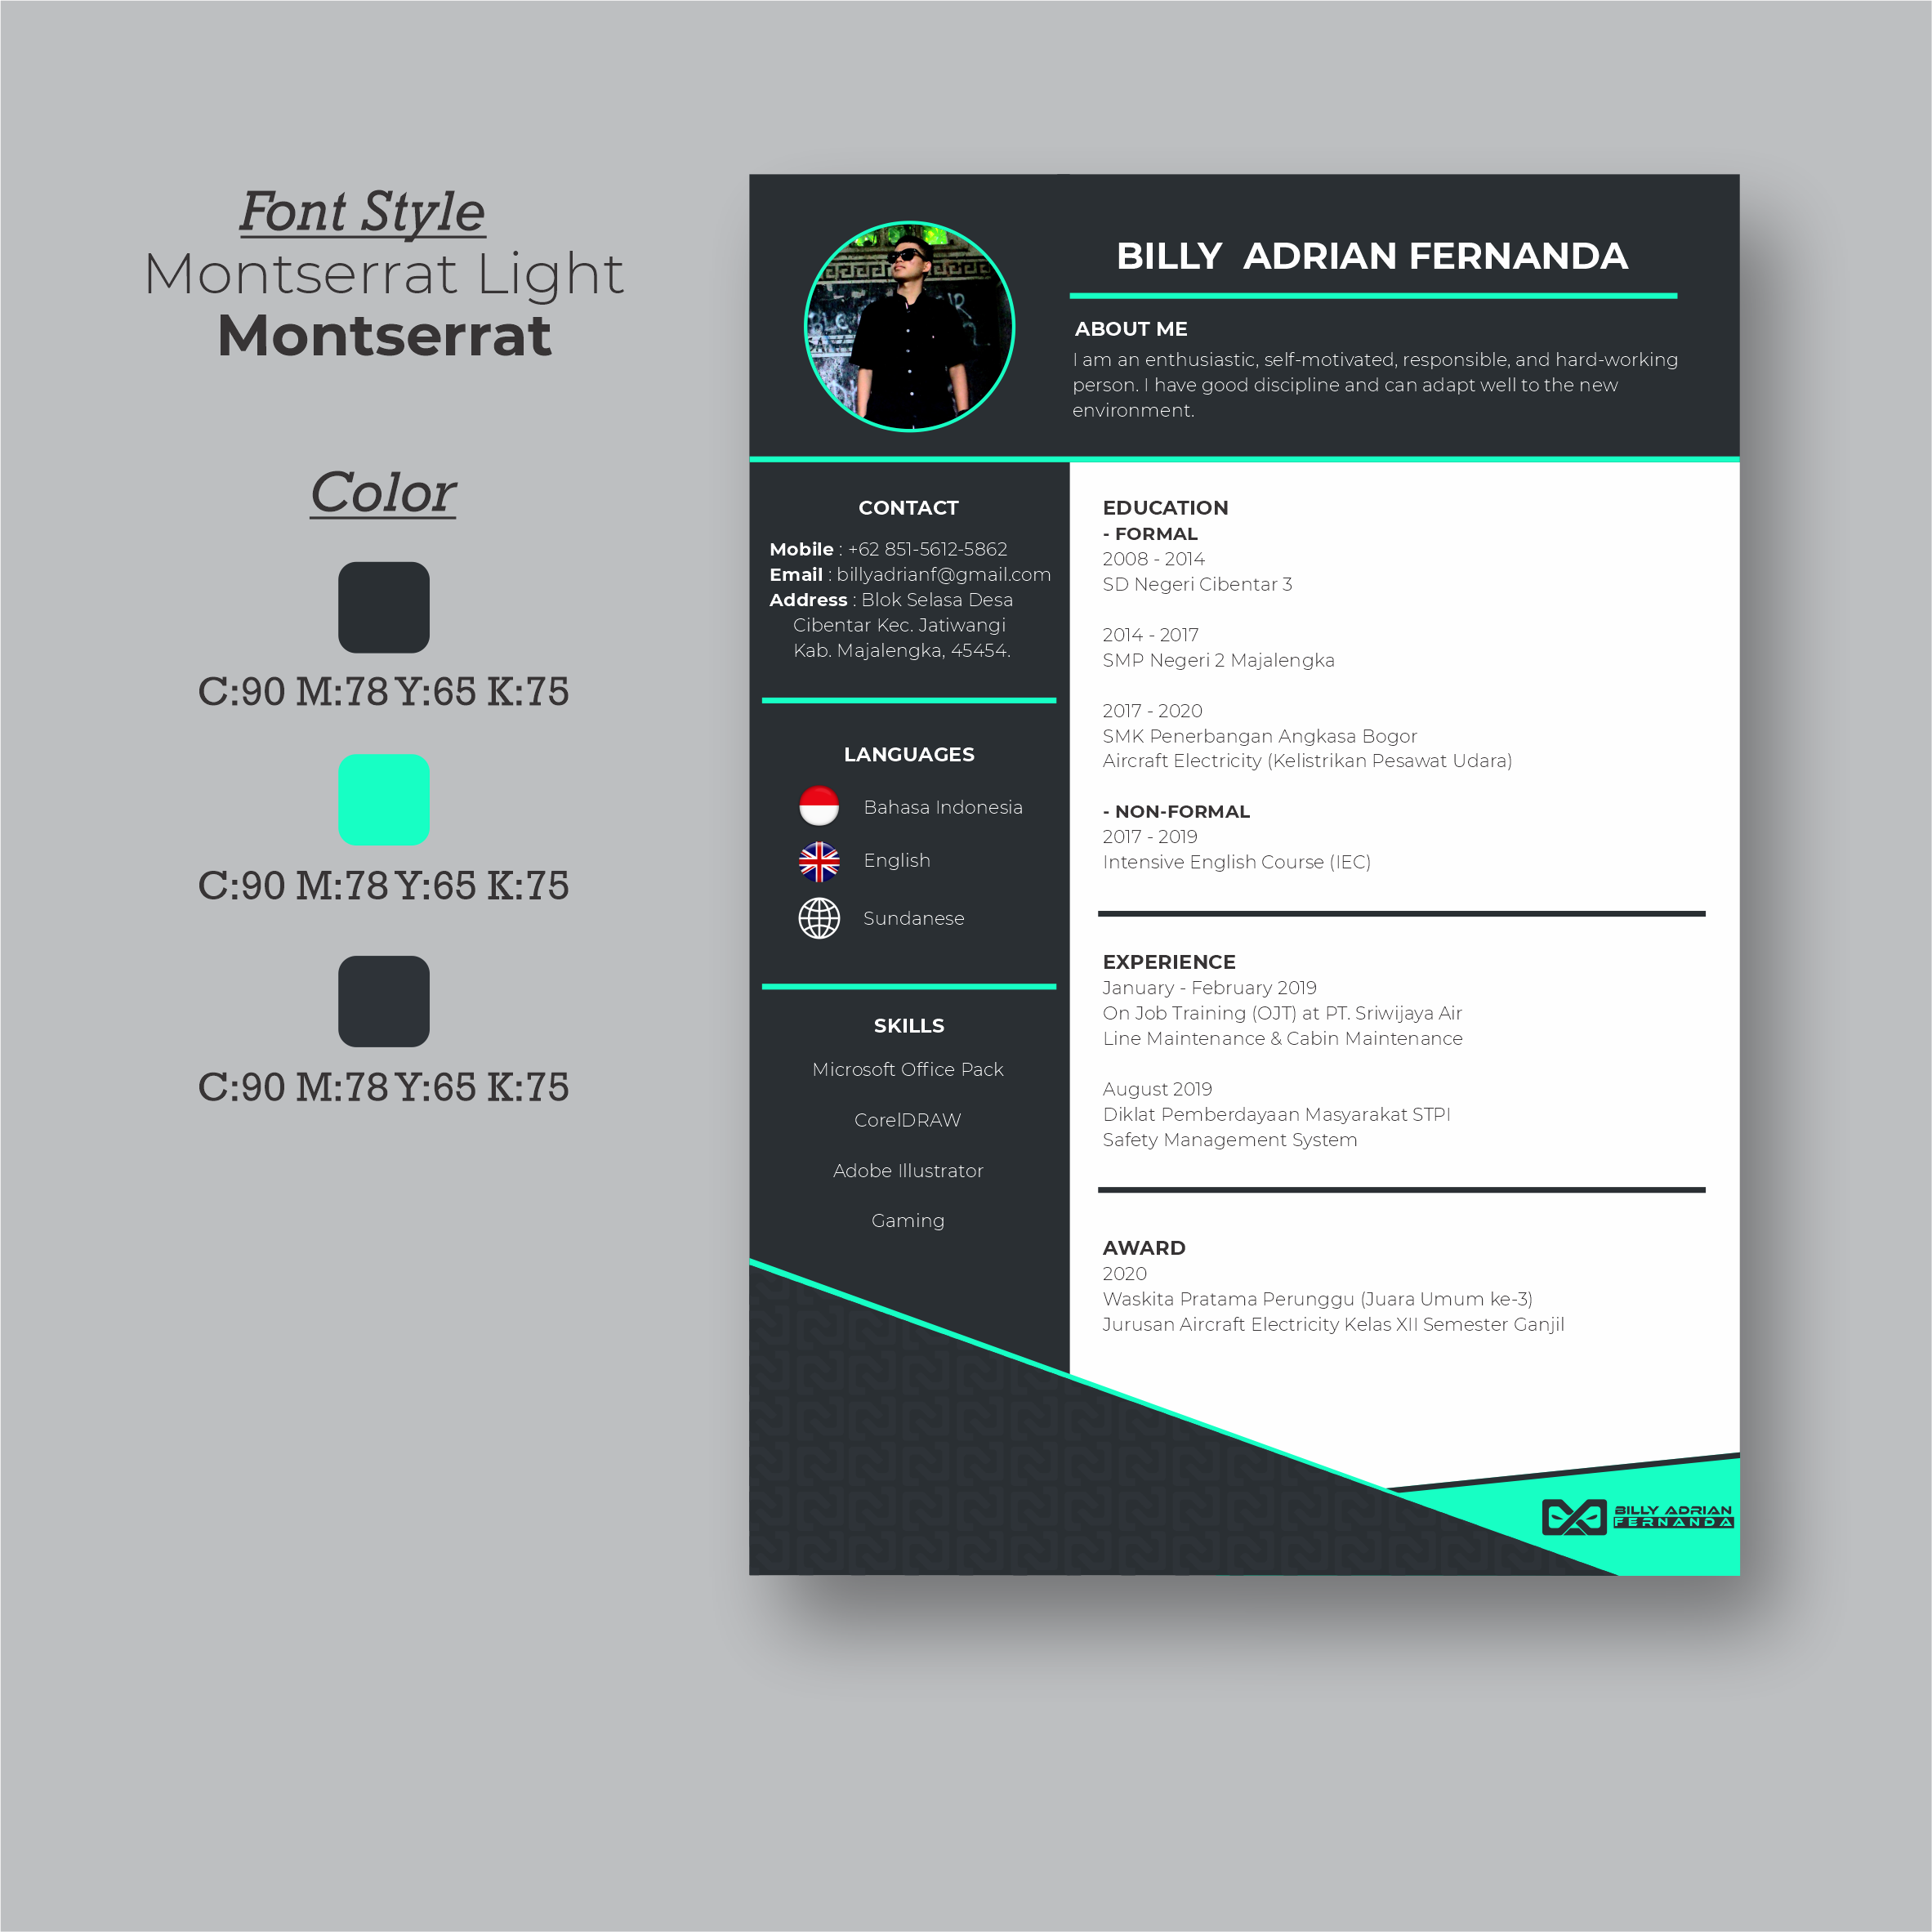 Font Style
Montserrat Light
Montserrat
Color
C:90 M:78 Y:65 K:75
C:90 M:78 Y:65 K:75
C:90 M:78 Y:65 K:75
BILLY  ADRIAN FERNANDA
ABOUT ME
I am an enthusiastic, self-motivated, responsible, and hard-working
person. I have good discipline and can adapt well to the new
environment.
CONTACT
Mobile : +62 851-5612-5862
Email : billyadrianf@gmail.com
Address : Blok Selasa Desa
Cibentar Kec. Jatiwangi
Kab. Majalengka, 45454.
LANGUAGES
Bahasa Indonesia
English
Sundanese
SKILLS
Microsoft Office Pack
CorelDRAW
Adobe Illustrator
Gaming
EDUCATION
- FORMAL
2008 - 2014
SD Negeri Cibentar 3
2014 - 2017
SMP Negeri 2 Majalengka
2017 - 2020
SMK Penerbangan Angkasa Bogor
Aircraft Electricity (Kelistrikan Pesawat Udara)
- NON-FORMAL
2017 - 2019
Intensive English Course (IEC)
EXPERIENCE
January - February 2019
On Job Training (OJT) at PT. Sriwijaya Air
Line Maintenance & Cabin Maintenance
August 2019
Diklat Pemberdayaan Masyarakat STPI
Safety Management System
AWARD
2020
Waskita Pratama Perunggu (Juara Umum ke-3)
Jurusan Aircraft Electricity Kelas XII Semester Ganjil
BILLY ADRIAN
FERNANDA